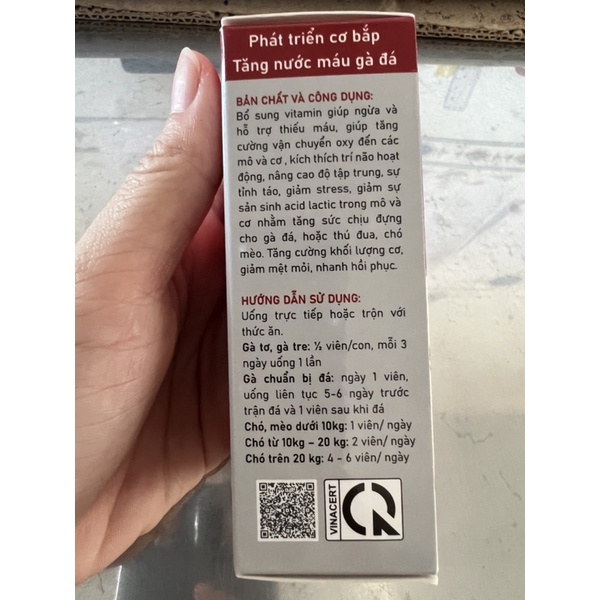 Phát triển cơ bắp
Tăng nước máu gà đá
BẢN CHẤT VÀ CÔNG DỤNG:
Bổ sung vitamin giúp ngừa và
hỗ trợ thiếu máu, giúp tăng
cường vận chuyển oxy đến các
mô và cơ , kích thích trí não hoạt
động, nâng cao độ tập trung, sự
tỉnh táo, giảm stress, giảm sự
sản sinh acid lactic trong mô và
cơ nhằm tăng sức chịu đựng
cho gà đá, hoặc thú đua, chó
mèo. Tăng cường khối lượng cơ,
giảm mệt mỏi, nhanh hồi phục.
HƯỚNG DẪN SỬ DỤNG:
Uống trực tiếp hoặc trộn với
thức ăn.
Gà tơ, gà tre: ½ viên/con, mỗi 3
ngày uống 1 lần
Gà chuẩn bị đá: ngày 1 viên,
uống liên tục 5-6 ngày trước
trận đá và 1 viên sau khi đá
Chó, mèo dưới 10kg: 1 viên/ ngày
Chó từ 10kg – 20 kg: 2 viên/ ngày
Chó trên 20 kg: 4 - 6 viên/ ngày
VINACERT